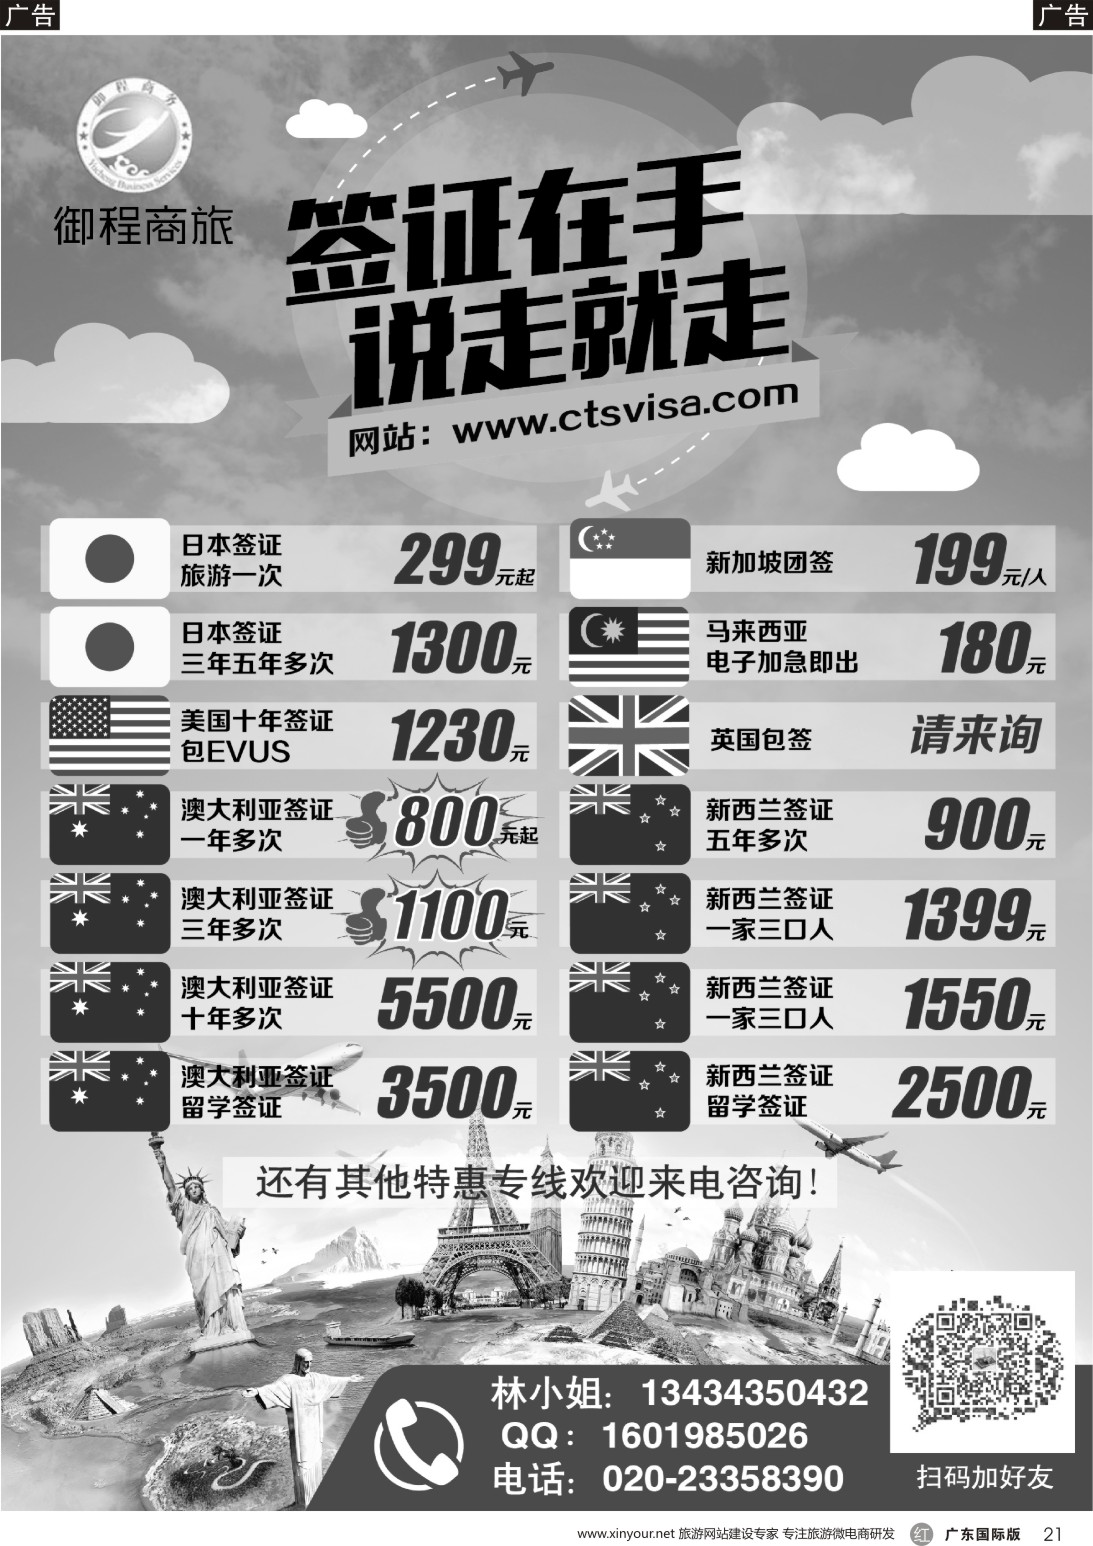 广告
广告
御程商务
Yucheng Business Services
御程商旅
签证在手
说走就走
网站：www.ctsvisa.com
日本签证
旅游一次
299元起
新加坡团签
199元/人
日本签证
三年五年多次
1300元
马来西亚
电子加急即出
180元
美国十年签证
包EVUS
1230元
英国包签
请来询
澳大利亚签证
一年多次
800元起
新西兰签证
五年多次
900元
澳大利亚签证
三年多次
1100元
新西兰签证
一家三口人
1399元
澳大利亚签证
十年多次
5500元
新西兰签证
一家三口人
1550元
澳大利亚签证
留学签证
3500元
新西兰签证
留学签证
2500元
还有其他特惠专线欢迎来电咨询！
林小姐：13434350432
QQ：1601985026
电话：020-23358390
扫码加好友
www.xinyour.net 旅游网站建设专家 专注旅游微电商研发 红 广东国际版 21